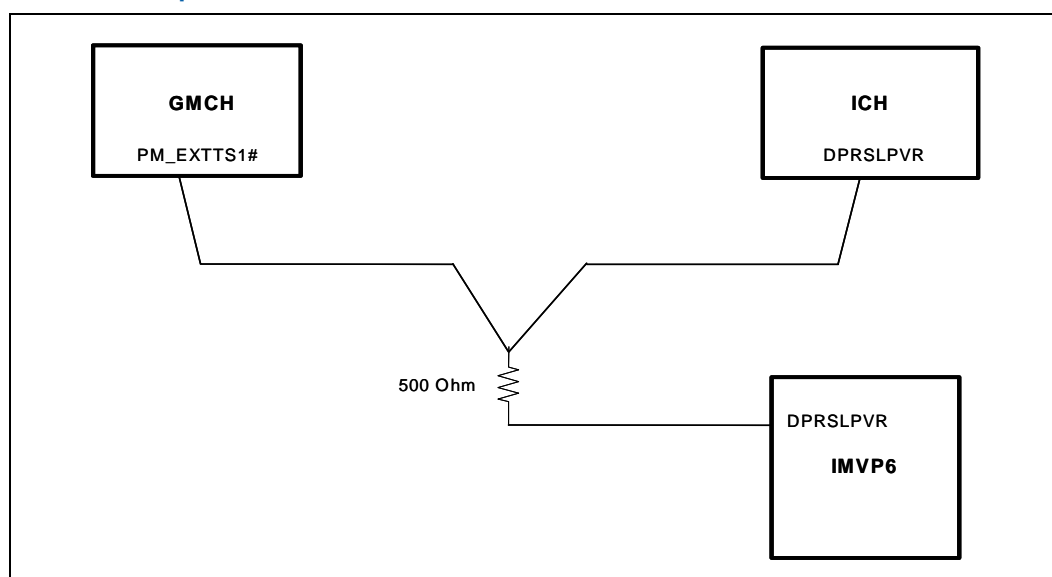 GMCH
PM_EXTTS1#
ICH
DPRSLPVR
500 Ohm
DPRSLPVR
IMVP6